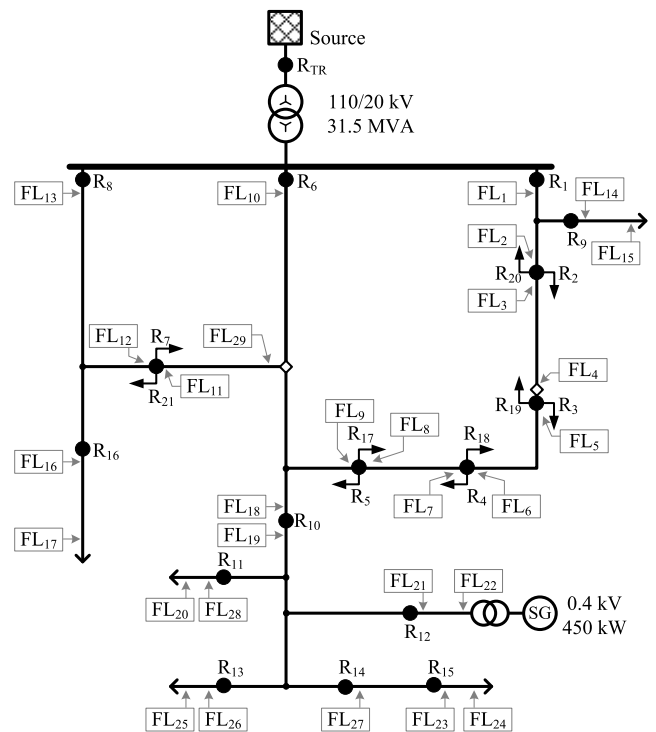 Source
R_TR
110/20 kV
31.5 MVA
R_8
R_6
R_1
FL_13
FL_10
FL_1
FL_14
R_9
FL_15
FL_2
R_20
R_2
FL_3
FL_12
R_7
FL_29
FL_4
FL_11
R_21
R_19
R_3
FL_5
FL_9
FL_8
R_17
R_18
R_16
FL_16
R_5
FL_7
R_4
FL_6
FL_18
R_10
FL_17
FL_19
R_11
FL_21
FL_22
FL_20
FL_28
SG
0.4 kV
450 kW
R_12
R_13
R_14
R_15
FL_25
FL_26
FL_27
FL_23
FL_24